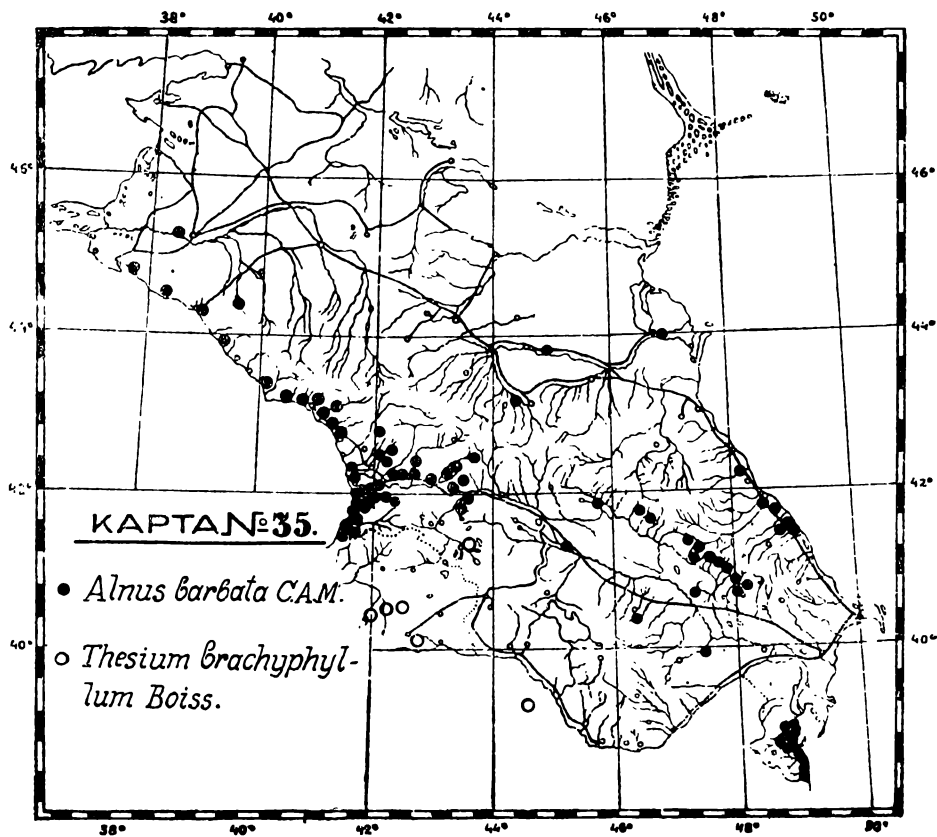 38° 40° 42° 44° 46° 48° 50°
46° 46°
44° 44°
42° 42°
КАРТА №35.
Alnus barbata C.A.M.
40° 40°
Thesium brachyphyl-
lum Boiss.
38° 40° 42° 44° 46° 48° 50°